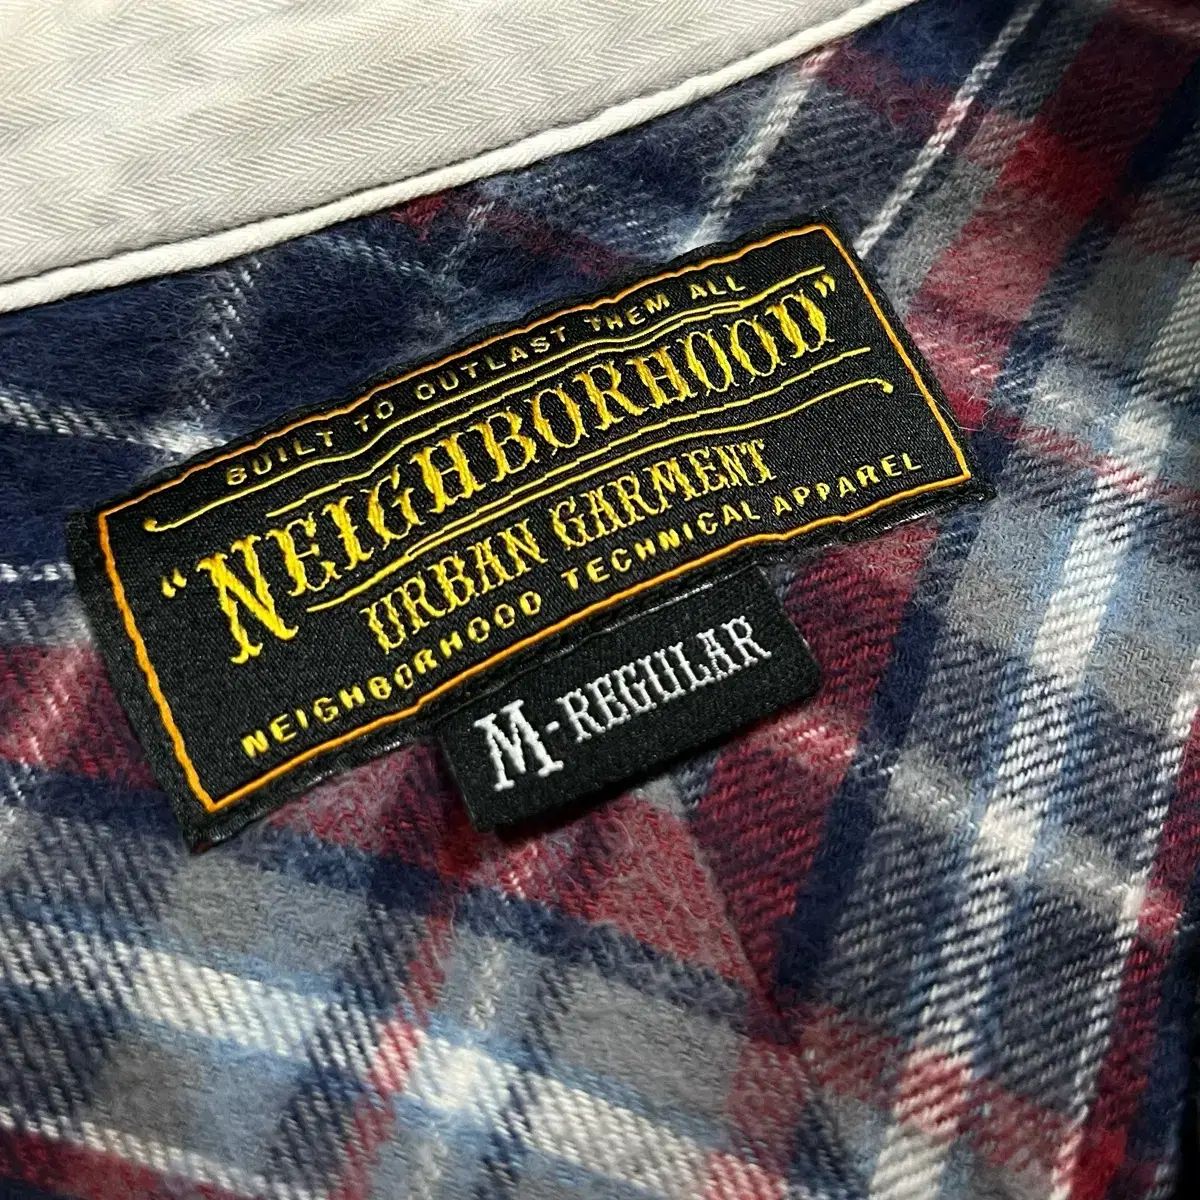 BUILT TO OUTLAST THEM ALL
"NEIGHBORHOOD"
URBAN GARMENT
NEIGHBORHOOD TECHNICAL APPAREL
M-REGULAR